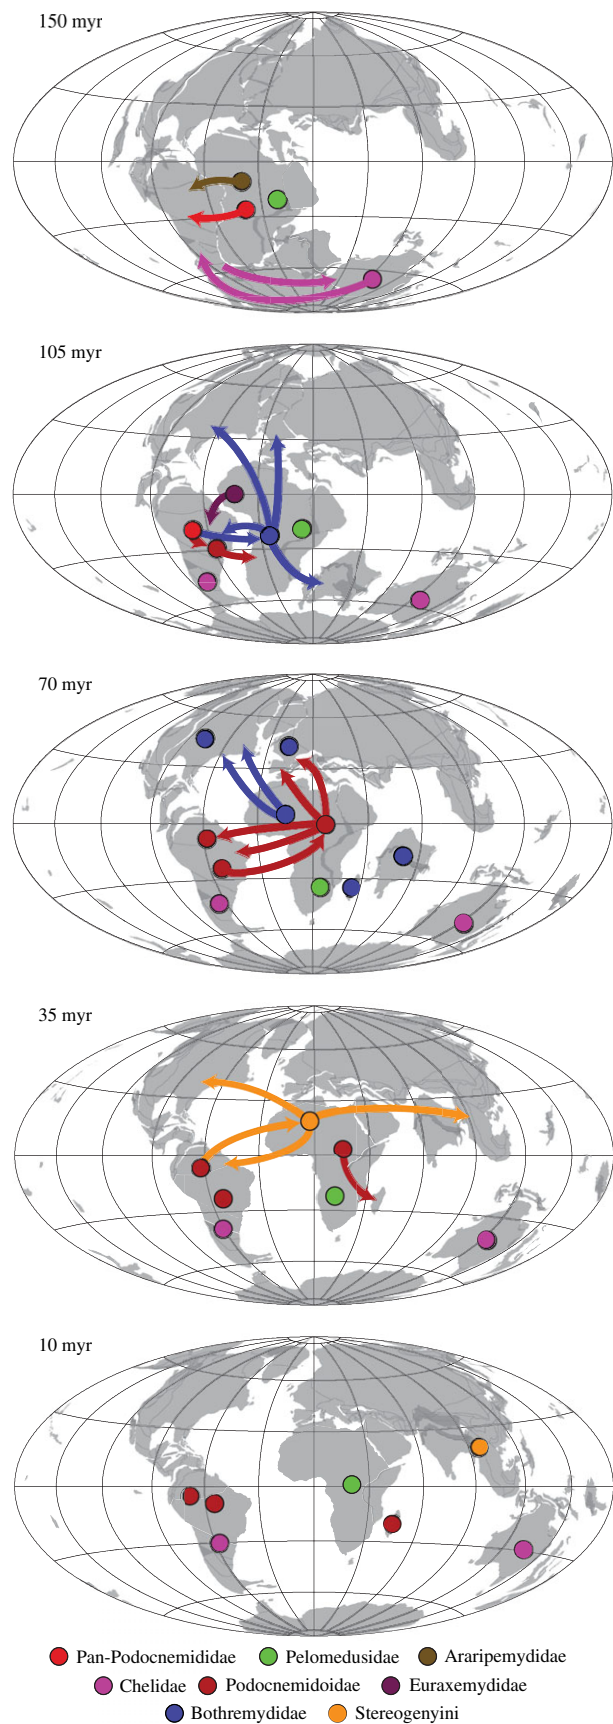 150 myr
105 myr
70 myr
35 myr
10 myr
Pan-Podocnemididae Pelomedusidae Araripemydidae
Chelidae Podocnemidoidae Euraxemydidae
Bothremydidae Stereogenyini